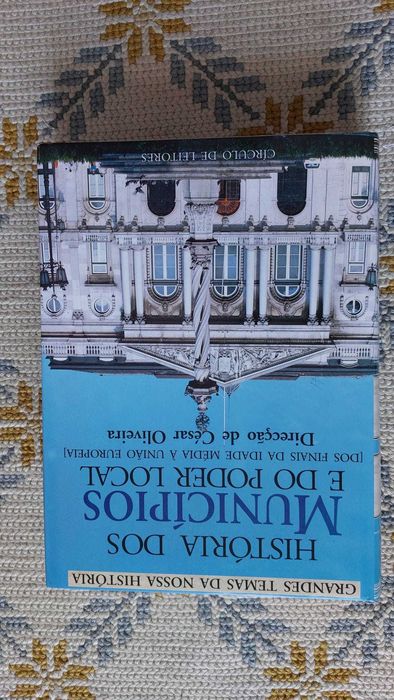 GRANDES TEMAS DA NOSSA HISTÓRIA
HISTÓRIA DOS
MUNICÍPIOS
E DO PODER LOCAL
[DOS FINAIS DA IDADE MÉDIA À UNIÃO EUROPEIA]
Direcção de César Oliveira
CÍRCULO DE LEITORES